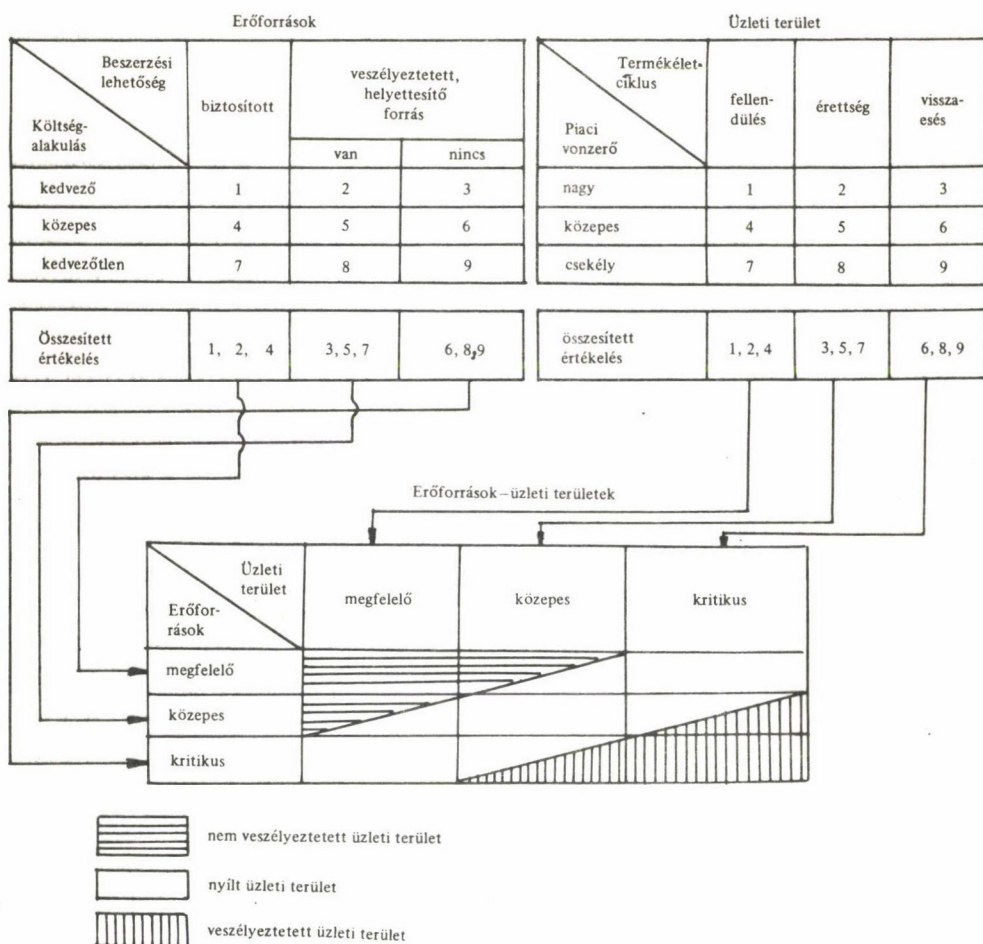 Erőforrások
Beszerzési
lehetőség
Költség-
alakulás
biztosított
veszélyeztetett,
helyettesítő
forrás
van nincs
kedvező 1 2 3
közepes 4 5 6
kedvezőtlen 7 8 9
Összesített
értékelés
1, 2, 4 3, 5, 7 6, 8, 9
Üzleti terület
Termékélet-
ciklus
Piaci
vonzerő
fellen-
dülés
érettség
vissza-
esés
nagy 1 2 3
közepes 4 5 6
csekély 7 8 9
összesített
értékelés
1, 2, 4 3, 5, 7 6, 8, 9
Erőforrások–üzleti területek
Üzleti
terület
Erőfor-
rások
megfelelő közepes kritikus
megfelelő
közepes
kritikus
nem veszélyeztetett üzleti terület
nyílt üzleti terület
veszélyeztetett üzleti terület